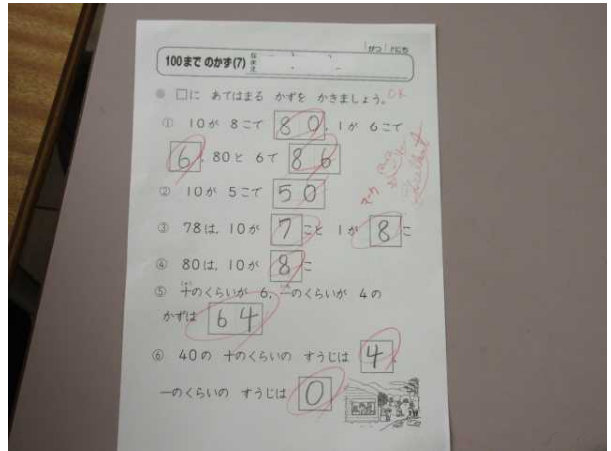 1がつ1にち
100まで のかず(7) なまえ
□に あてはまる かずを かきましょう。OK
① 10が 8こで 80, 1が 6こで
6, 80と 6で 86
② 10が 5こで 50
③ 78は, 10が 7こと 1が 8こ
④ 80は, 10が 8こ
⑤ 十のくらいが 6, 一のくらいが 4の
かずは 64
⑥ 40の 十のくらいの すうじは 4,
一のくらいの すうじは 0